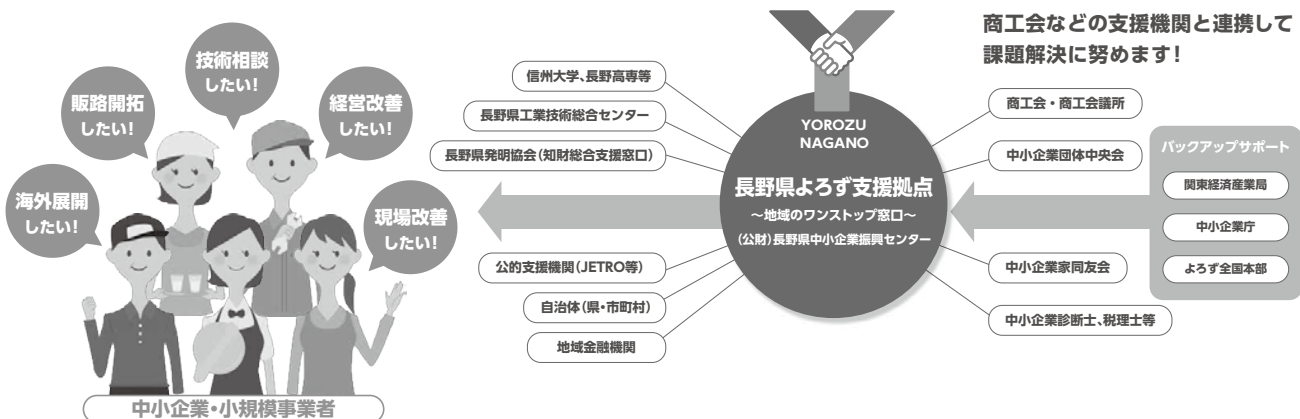 商工会などの支援機関と連携して
課題解決に努めます！
技術相談
したい！
販路開拓
したい！
経営改善
したい！
海外展開
したい！
現場改善
したい！
中小企業・小規模事業者
信州大学、長野高専等
長野県工業技術総合センター
長野県発明協会（知財総合支援窓口）
公的支援機関（JETRO等）
自治体（県・市町村）
地域金融機関
YOROZU
NAGANO
長野県よろず支援拠点
～地域のワンストップ窓口～
（公財）長野県中小企業振興センター
商工会・商工会議所
中小企業団体中央会
中小企業家同友会
中小企業診断士、税理士等
バックアップサポート
関東経済産業局
中小企業庁
よろず全国本部